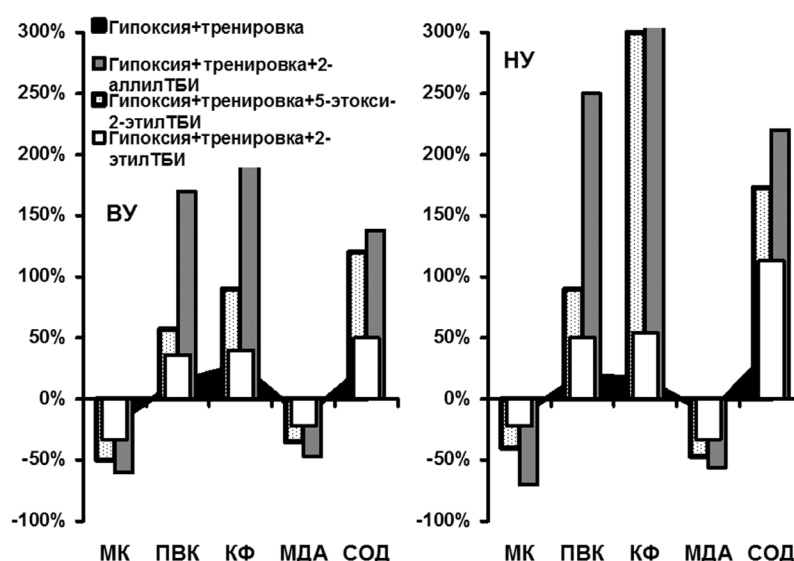 300%
250%
200%
150%
100%
50%
0%
-50%
-100%
Гипоксия+тренировка
Гипоксия+тренировка+2-
аллилТБИ
Гипоксия+тренировка+5-этокси-
2-этилТБИ
Гипоксия+тренировка+2-
этилТБИ
ВУ
МК ПВК КФ МДА СОД
300%
250%
200%
150%
100%
50%
0%
-50%
-100%
НУ
МК ПВК КФ МДА СОД